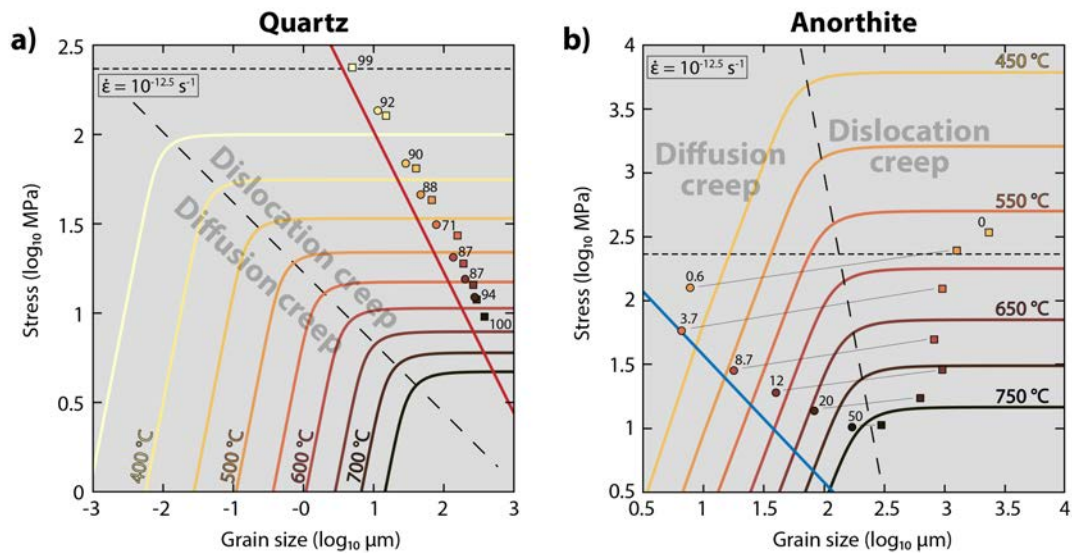 Quartz
a)
2.5
2
1.5
1
0.5
0
Stress (log10 MPa)
ε̇ = 10-12.5 s-1
99
92
90
88
71
87
87
94
100
Dislocation creep
Diffusion creep
400 °C
500 °C
600 °C
700 °C
-3
-2
-1
-0
1
2
3
Grain size (log10 µm)
Anorthite
b)
4
3.5
3
2.5
2
1.5
1
0.5
Stress (log10 MPa)
ε̇ = 10-12.5 s-1
450 °C
Diffusion
creep
Dislocation
creep
550 °C
0
0.6
3.7
650 °C
8.7
12
20
750 °C
50
0.5
1
1.5
2
2.5
3
3.5
4
Grain size (log10 µm)